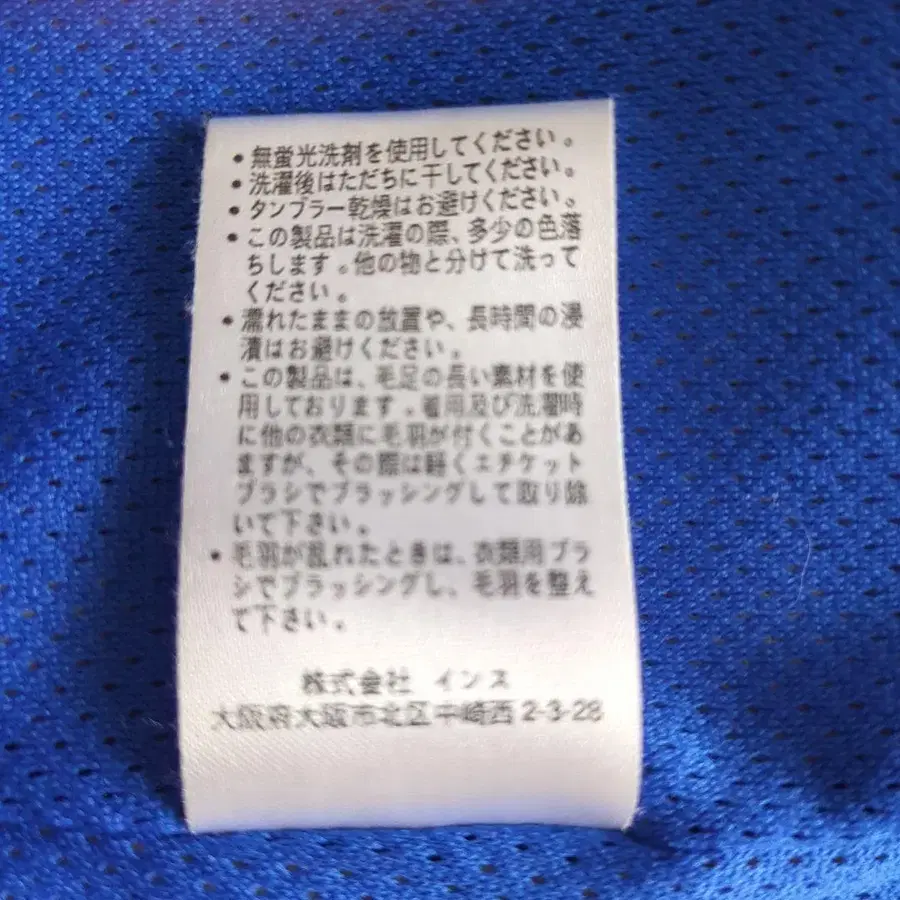 ・無蛍光洗剤を使用してください。
・洗濯後はただちに干してください。
・タンブラー乾燥はお避けください。
・この製品は洗濯の際、多少の色落
ちします。他の物と分けて洗って
ください。
・濡れたままの放置や、長時間の浸
漬はお避けください。
・この製品は、毛足の長い素材を使
用しております。着用及び洗濯時
に他の衣類に毛羽が付くことがあ
ますが、その際は軽くエチケット
ブラシでブラッシングして取り除
いて下さい。
・毛羽が乱れたときは、衣類用ブラ
シでブラッシングし、毛羽を整え
て下さい。
株式会社 インス
大阪府大阪市北区中崎西2-3-28